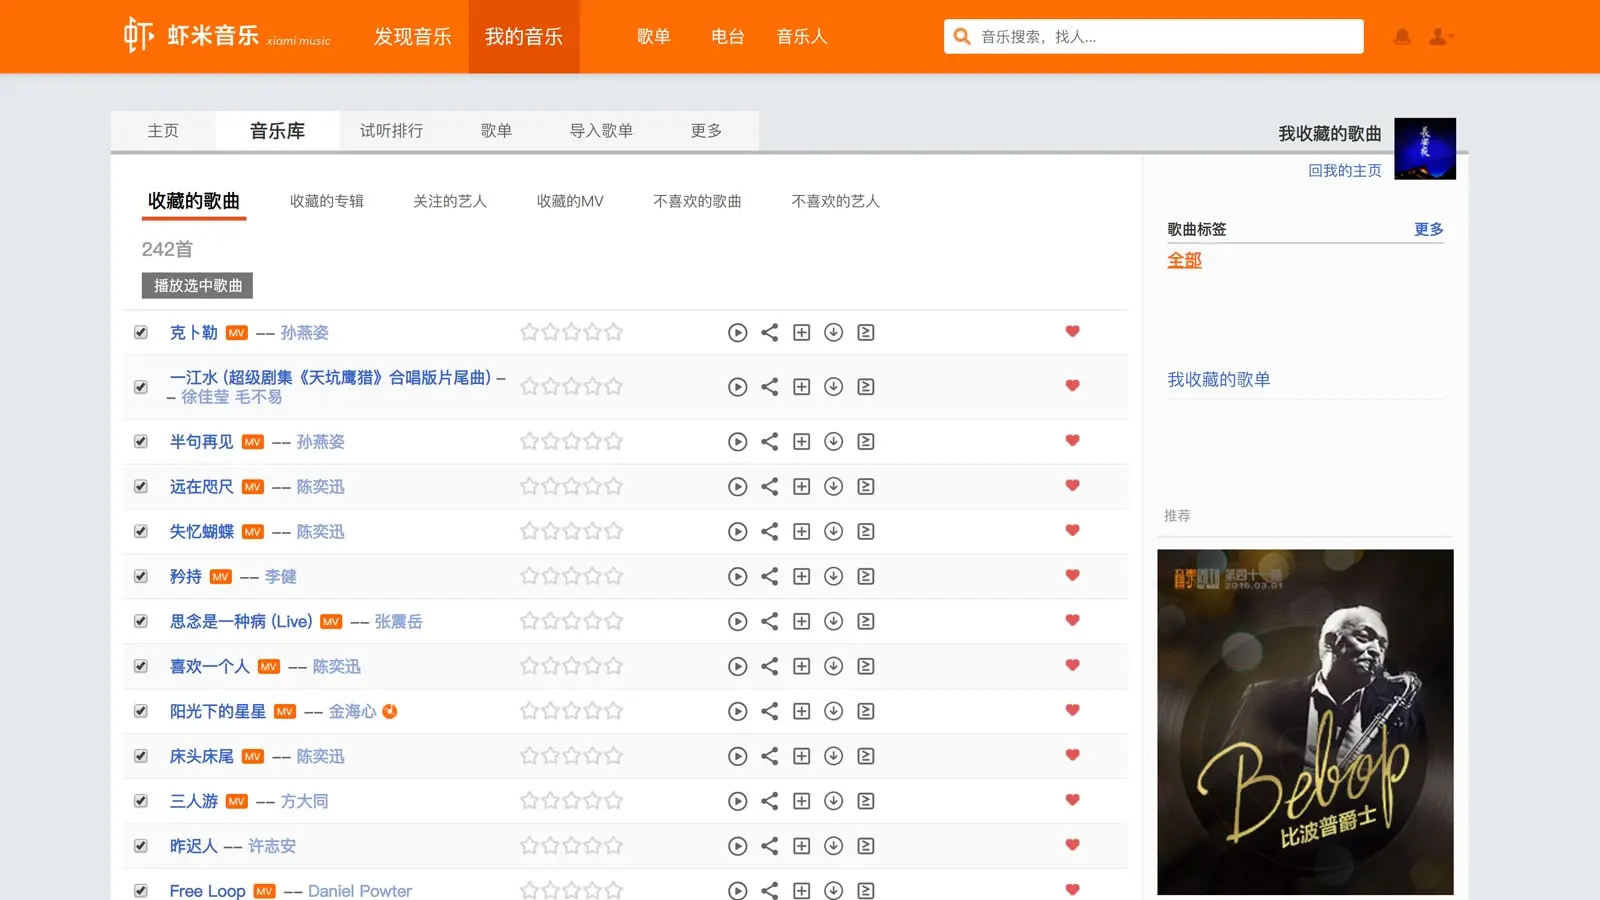 虾 虾米音乐 xiami music 发现音乐 我的音乐 歌单 电台 音乐人 音乐搜索，找人...
主页 音乐库 试听排行 歌单 导入歌单 更多
我收藏的歌曲
回我的主页
長安夜
收藏的歌曲 收藏的专辑 关注的艺人 收藏的MV 不喜欢的歌曲 不喜欢的艺人
242首
播放选中歌曲
克卜勒 MV -- 孙燕姿
一江水 (超级剧集《天坑鹰猎》合唱版片尾曲) -
- 徐佳莹 毛不易
半句再见 MV -- 孙燕姿
远在咫尺 MV -- 陈奕迅
失忆蝴蝶 MV -- 陈奕迅
矜持 MV -- 李健
思念是一种病 (Live) MV -- 张震岳
喜欢一个人 MV -- 陈奕迅
阳光下的星星 MV -- 金海心
床头床尾 MV -- 陈奕迅
三人游 MV -- 方大同
昨迟人 -- 许志安
Free Loop MV -- Daniel Powter
歌曲标签 更多
全部
我收藏的歌单
推荐
第四十一期
2016.03.01
Bebop
比波普爵士